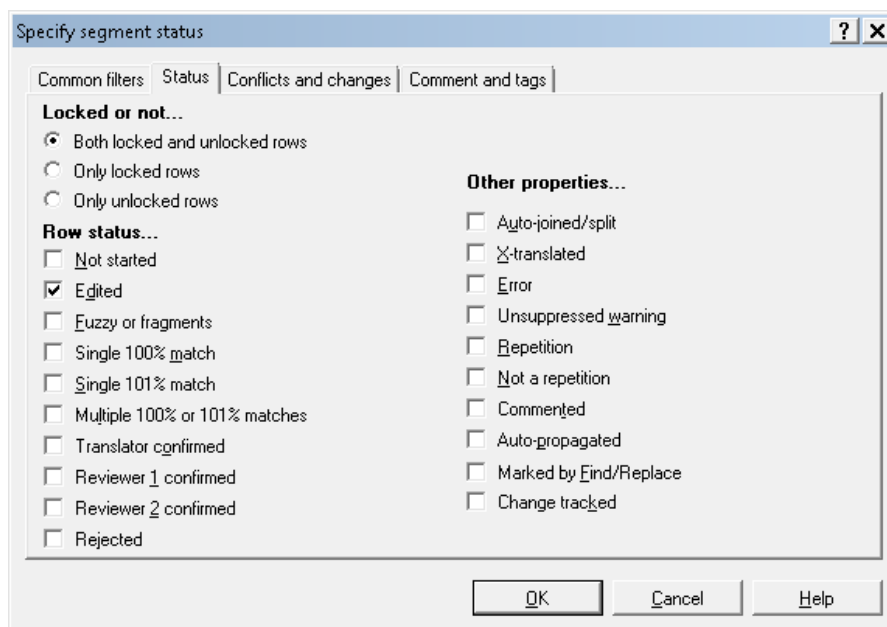 Specify segment status
Common filters Status Conflicts and changes Comment and tags
Locked or not...
Both locked and unlocked rows
Only locked rows
Only unlocked rows
Row status...
Not started
Edited
Fuzzy or fragments
Single 100% match
Single 101% match
Multiple 100% or 101% matches
Translator confirmed
Reviewer 1 confirmed
Reviewer 2 confirmed
Rejected
Other properties...
Auto-joined/split
X-translated
Error
Unsuppressed warning
Repetition
Not a repetition
Commented
Auto-propagated
Marked by Find/Replace
Change tracked
OK Cancel Help